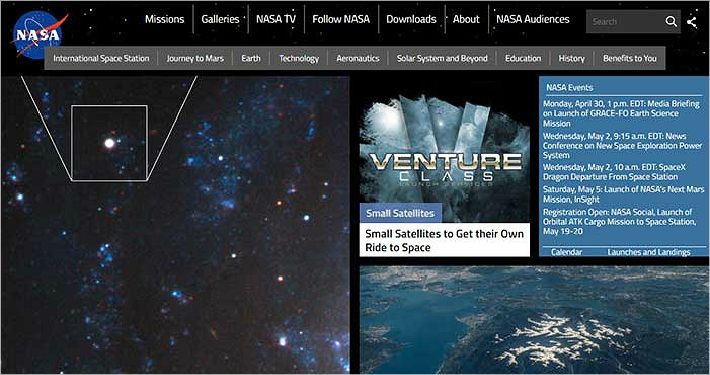 NASA
Missions
Galleries
NASA TV
Follow NASA
Downloads
About
NASA Audiences
Search
International Space Station
Journey to Mars
Earth
Technology
Aeronautics
Solar System and Beyond
Education
History
Benefits to You
VENTURE
CLASS
LAUNCH SERVICES
Small Satellites
Small Satellites to Get their Own
Ride to Space
NASA Events
Monday, April 30, 1 p.m. EDT: Media Briefing
on Launch of GRACE-FO Earth Science
Mission
Wednesday, May 2, 9:15 a.m. EDT: News
Conference on New Space Exploration Power
System
Wednesday, May 2, 10 a.m. EDT: SpaceX
Dragon Departure From Space Station
Saturday, May 5: Launch of NASA's Next Mars
Mission, InSight
Registration Open: NASA Social, Launch of
Orbital ATK Cargo Mission to Space Station,
May 19-20
Calendar
Launches and Landings